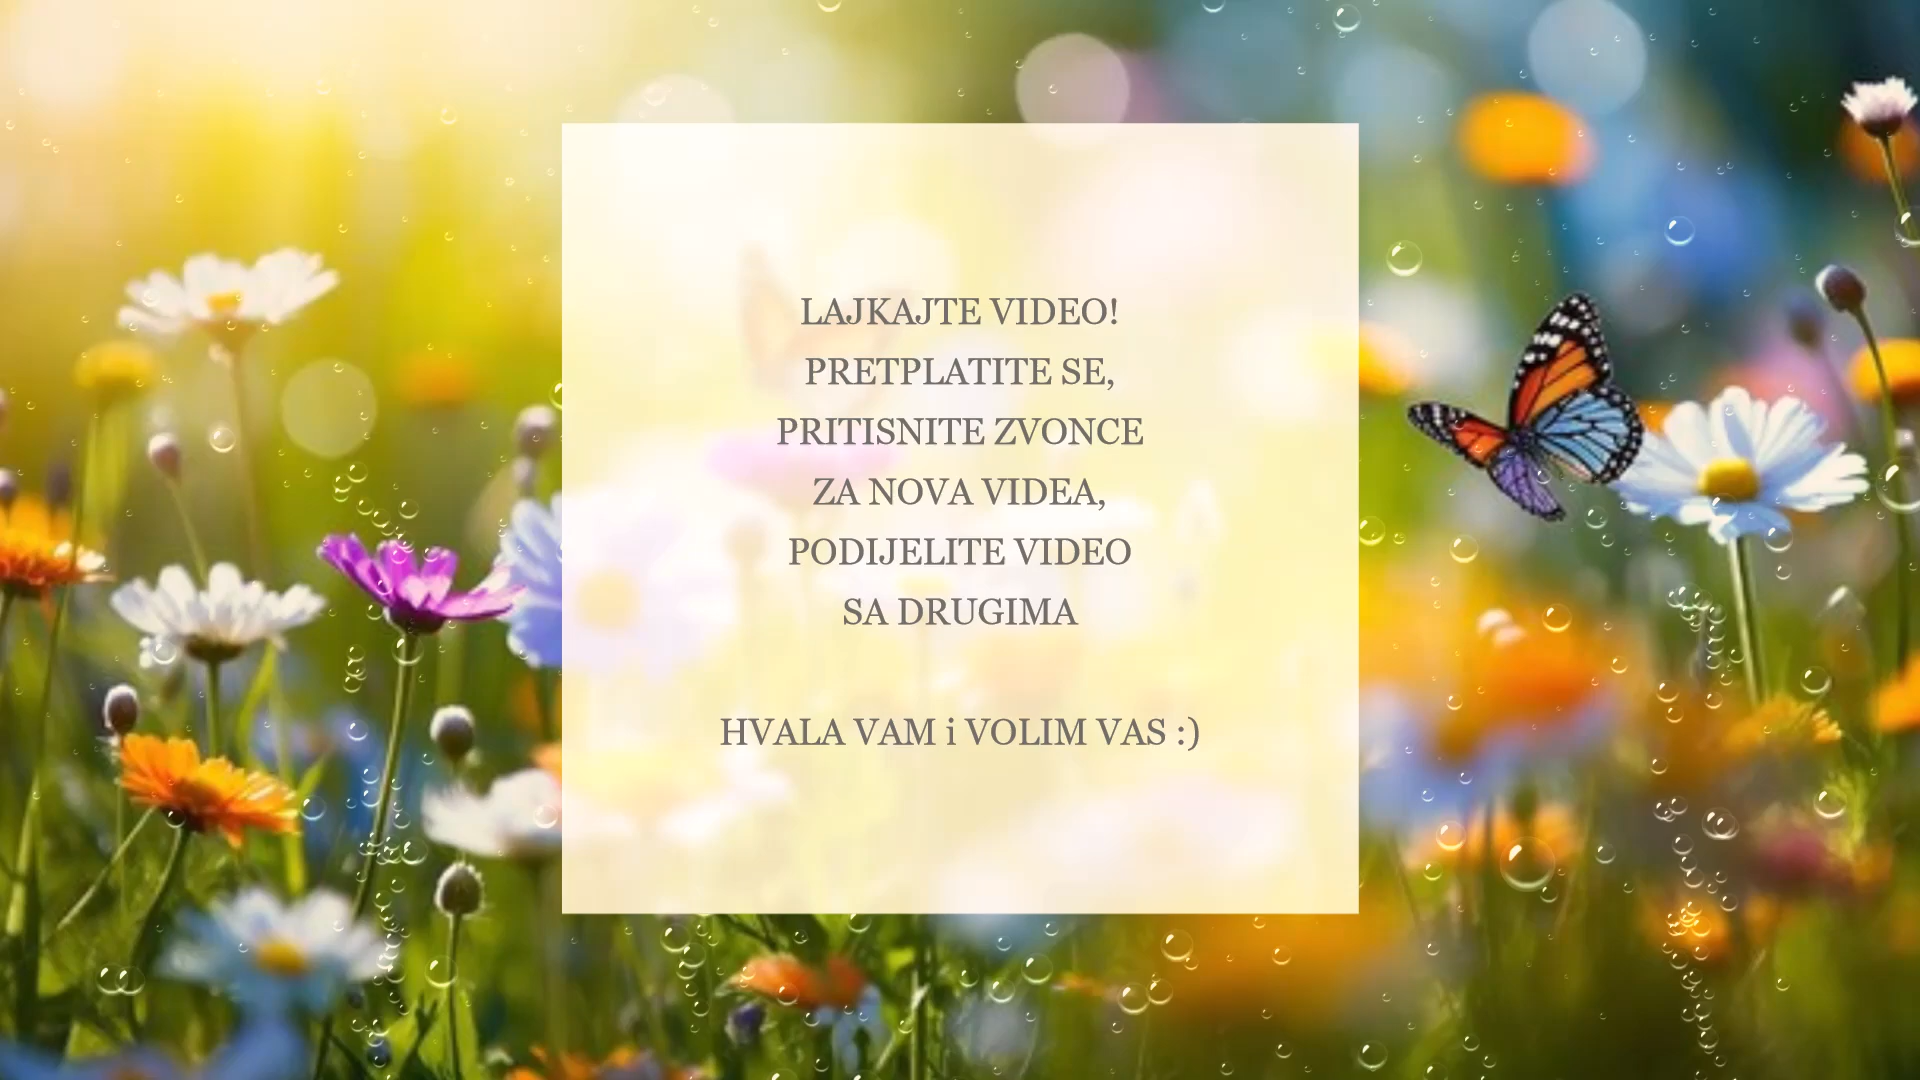 LAJKAJTE VIDEO!
PRETPLATITE SE,
PRITISNITE ZVONCE
ZA NOVA VIDEA,
PODIJELITE VIDEO
SA DRUGIMA
HVALA VAM i VOLIM VAS :)